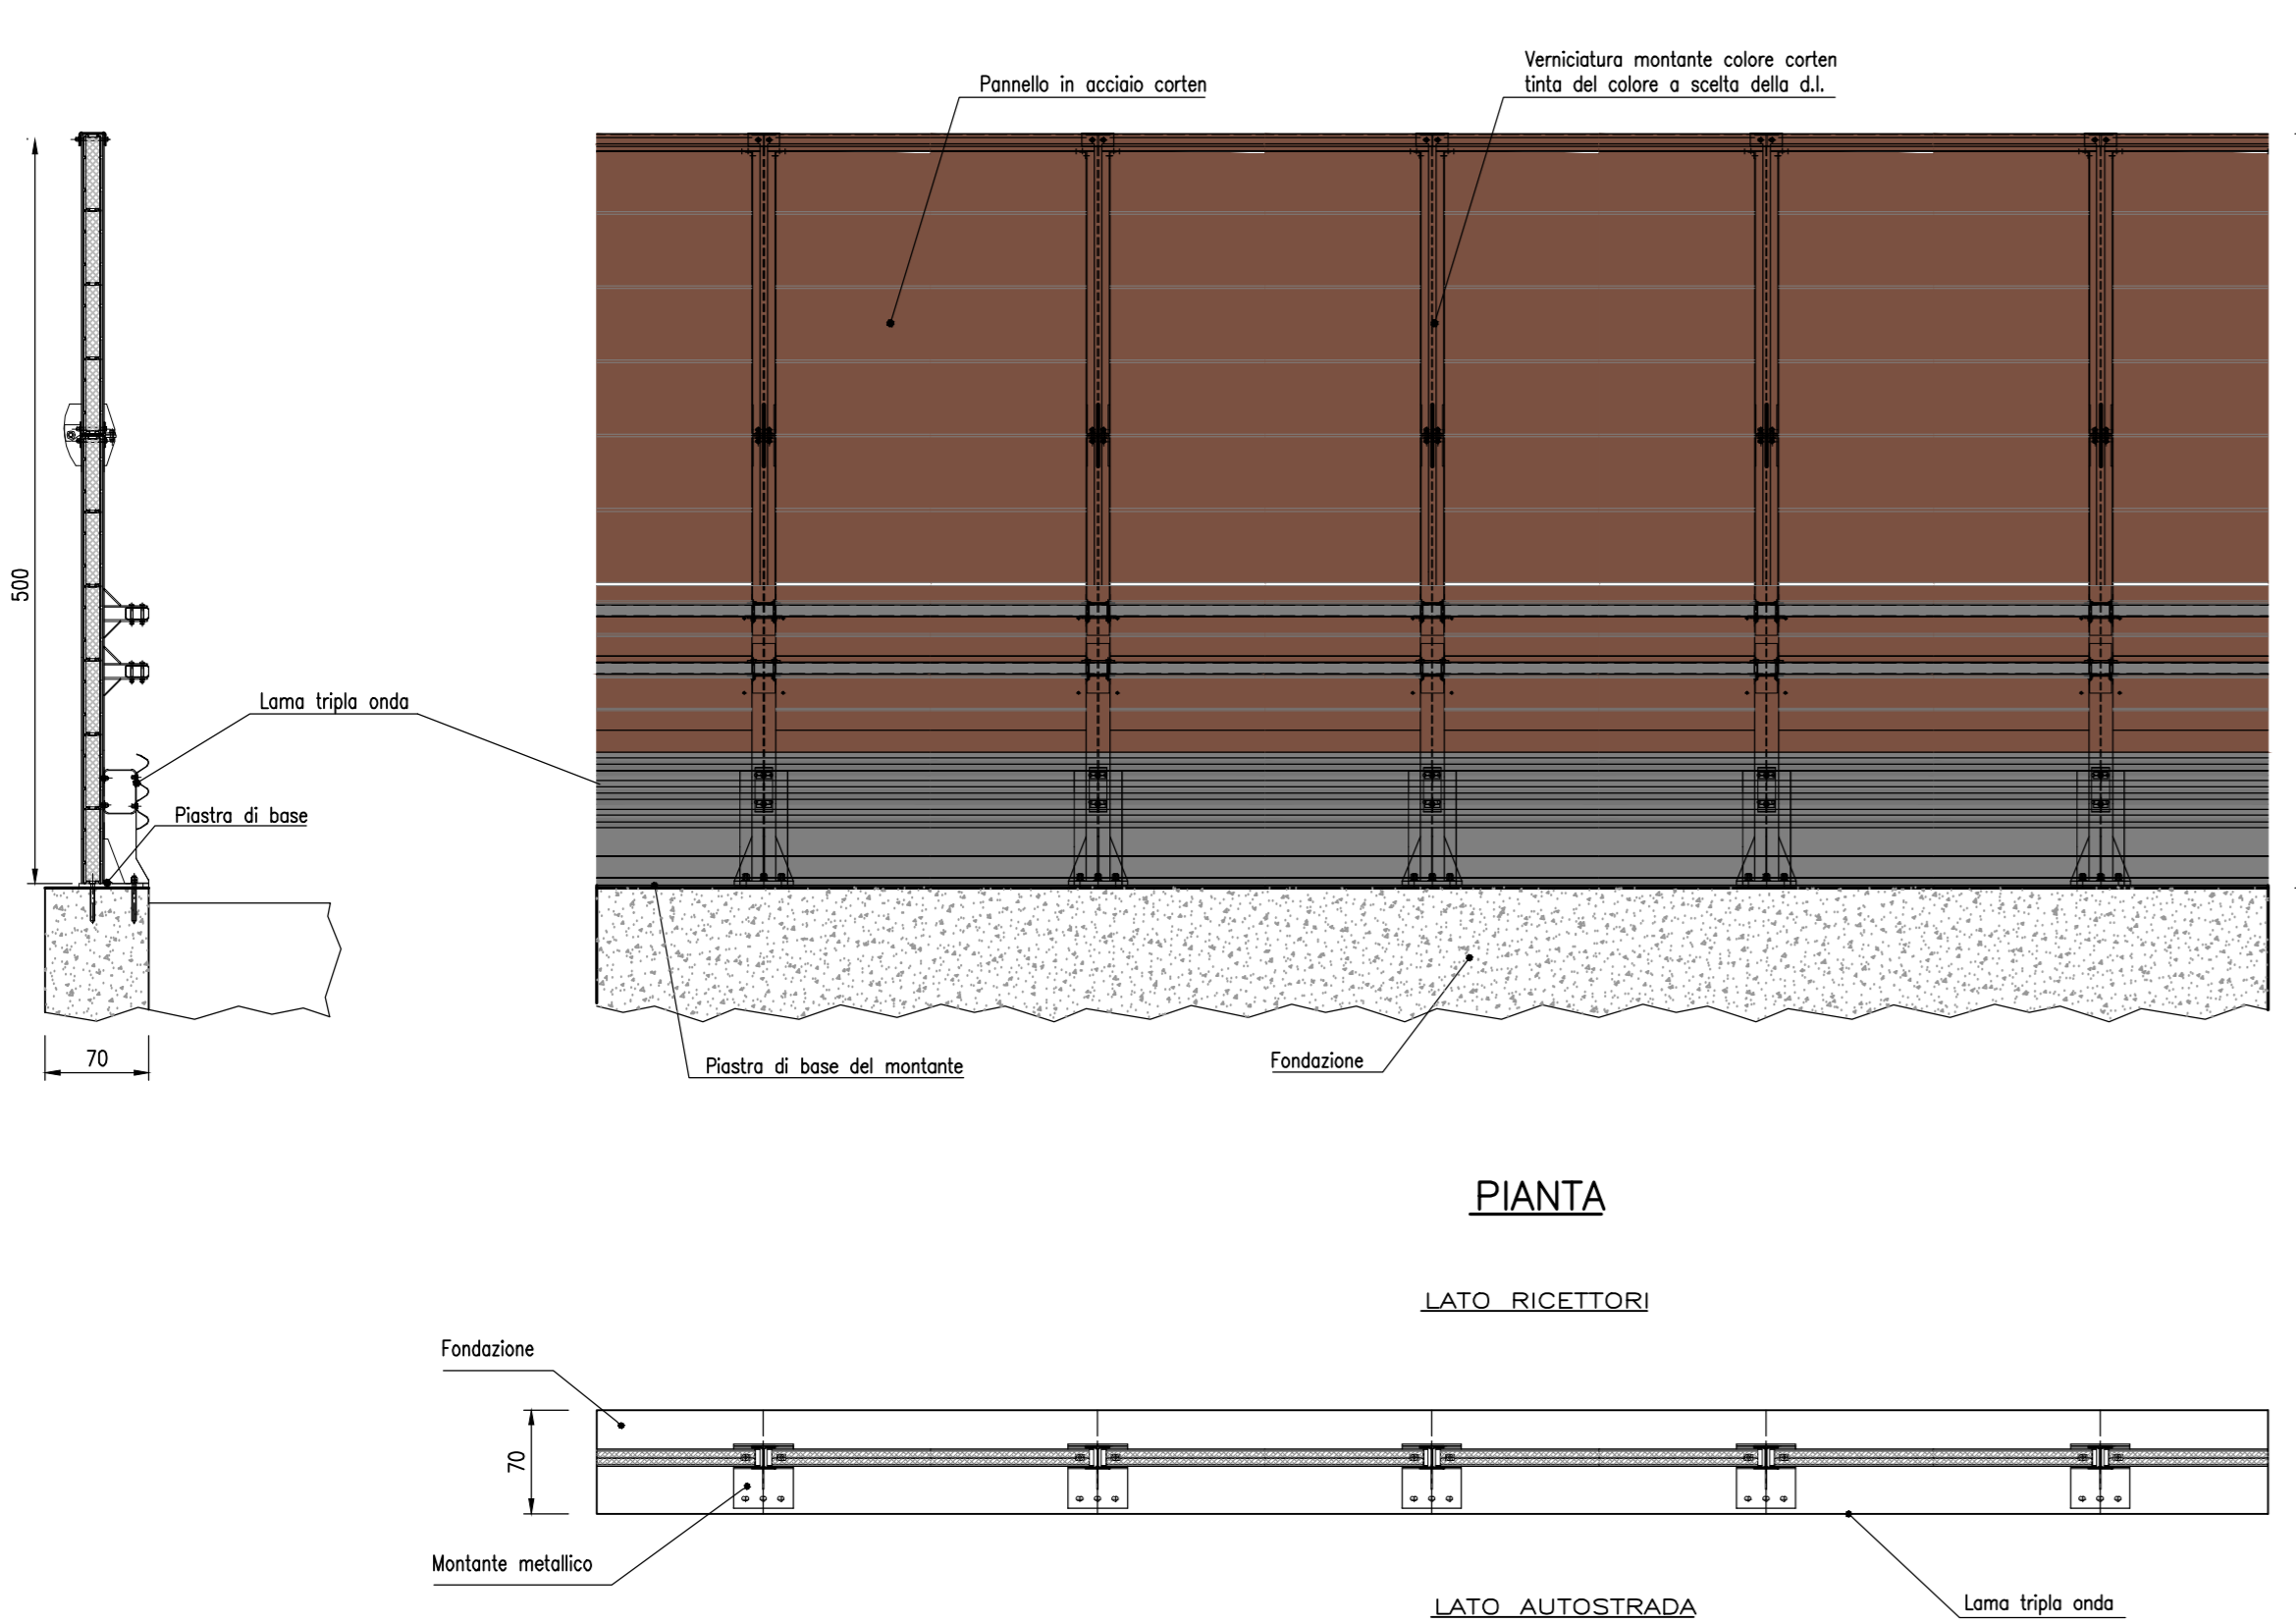 Verniciatura montante colore corten
tinta del colore a scelta della d.l.
Pannello in acciaio corten
500
Lama tripla onda
Piastra di base
70
Piastra di base del montante
Fondazione
PIANTA
LATO RICETTORI
Fondazione
70
Montante metallico
Lama tripla onda
LATO AUTOSTRADA